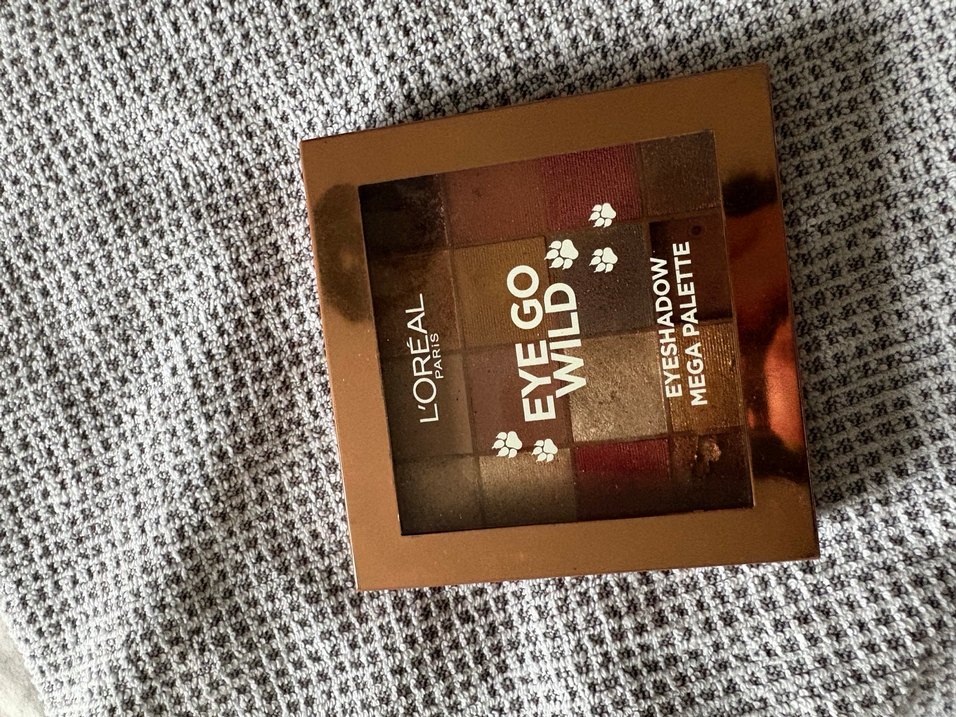 L'ORÉAL
PARIS
EYE GO
WILD
EYESHADOW
MEGA PALETTE